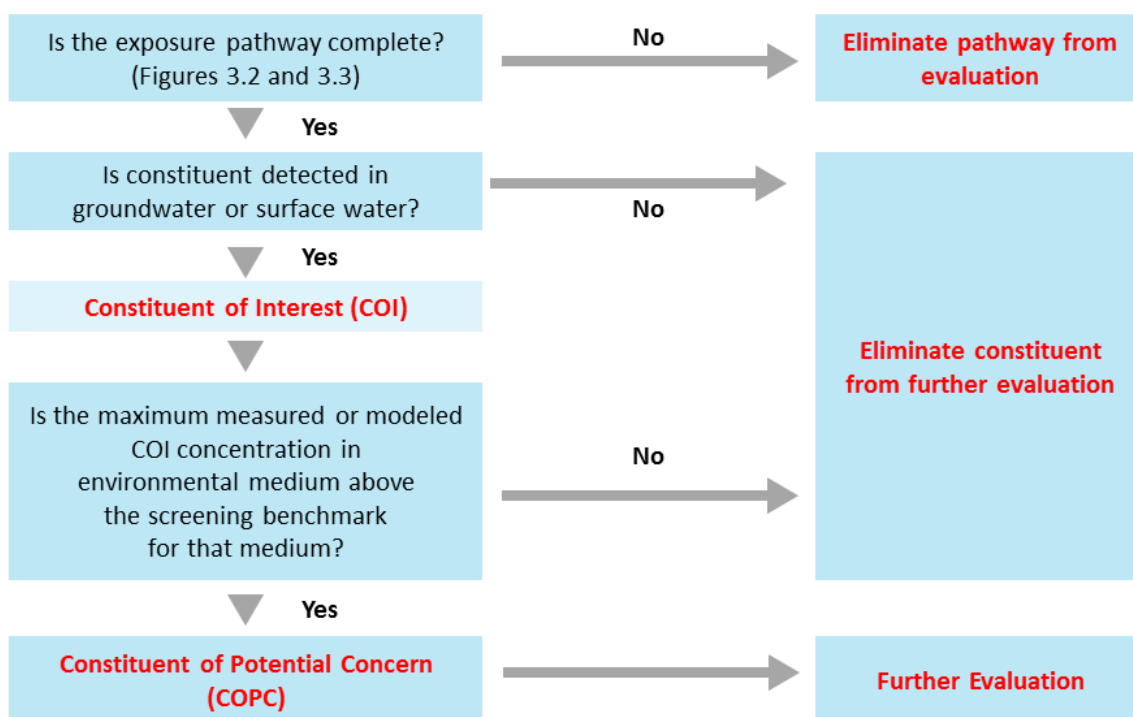 Is the exposure pathway complete?
(Figures 3.2 and 3.3)
No
Eliminate pathway from
evaluation
Yes
Is constituent detected in
groundwater or surface water?
No
Yes
Constituent of Interest (COI)
Eliminate constituent
from further evaluation
Is the maximum measured or modeled
COI concentration in
environmental medium above
the screening benchmark
for that medium?
No
Yes
Constituent of Potential Concern
(COPC)
Further Evaluation